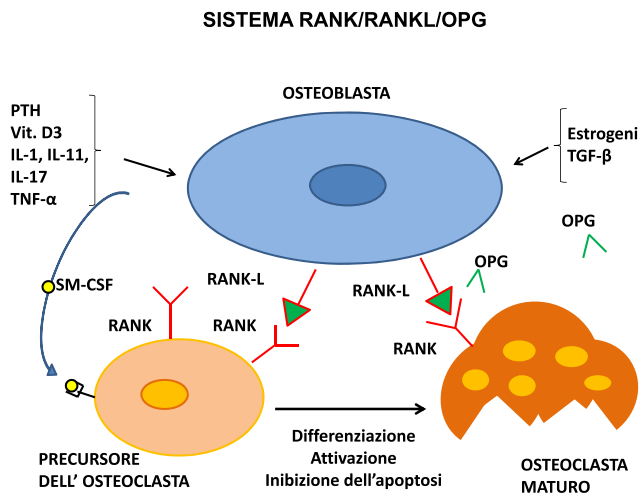 SISTEMA RANK/RANKL/OPG
OSTEOBLASTA
PTH
Vit. D3
IL-1, IL-11,
IL-17
TNF-α
Estrogeni
TGF-β
OPG
OPG
SM-CSF
RANK-L
RANK-L
RANK
RANK
RANK
Differenziazione
Attivazione
Inibizione dell'apoptosi
PRECURSORE
DELL' OSTEOCLASTA
OSTEOCLASTA
MATURO